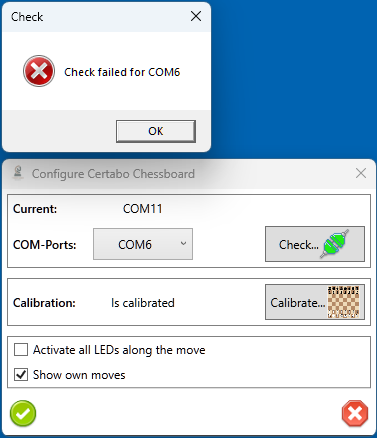 Check
Check failed for COM6
OK
Configure Certabo Chessboard
Current: COM11
COM-Ports: COM6 Check...
Calibration: Is calibrated Calibrate...
Activate all LEDs along the move
Show own moves